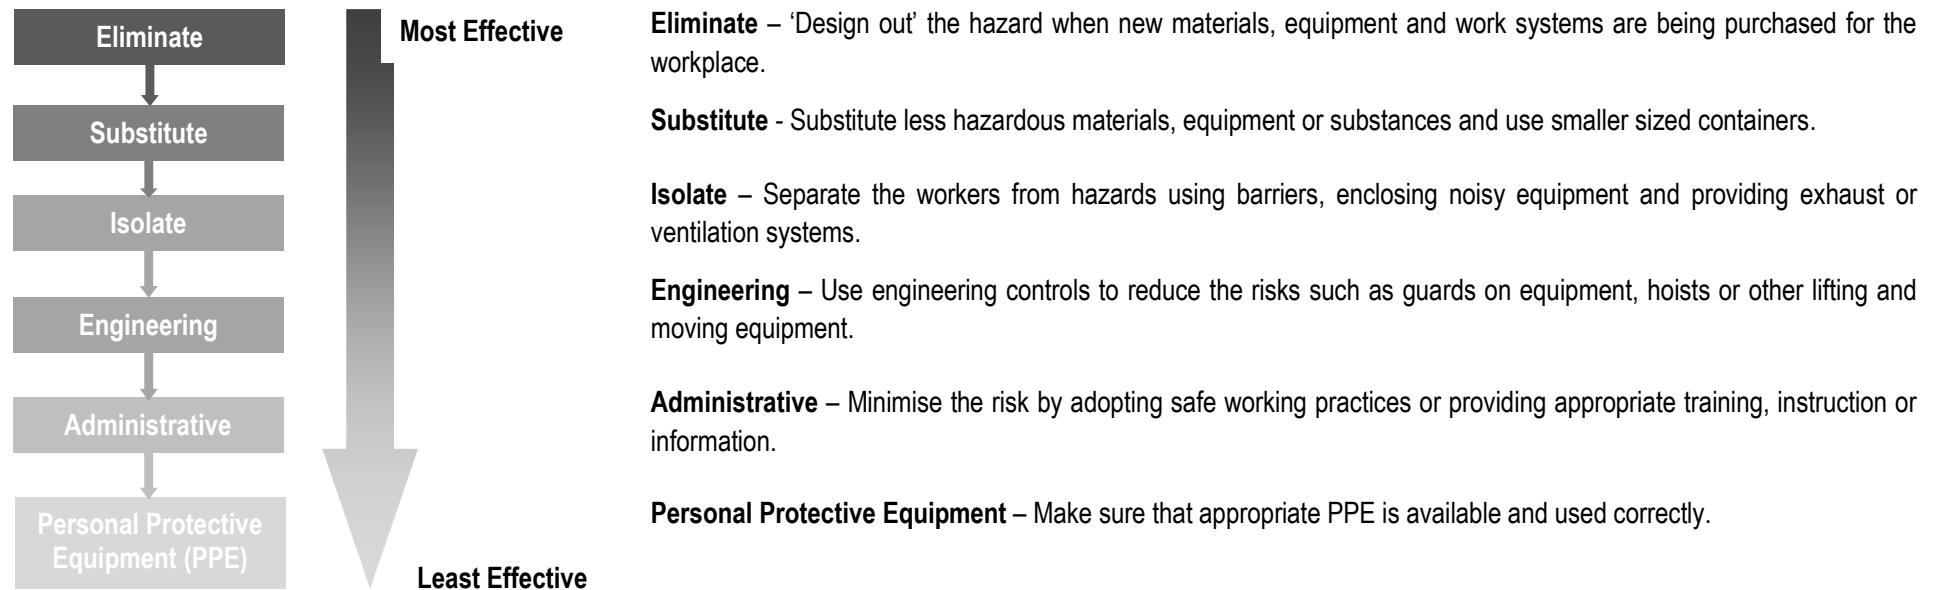 Eliminate
Substitute
Isolate
Engineering
Administrative
Personal Protective
Equipment (PPE)
Most Effective
Least Effective
Eliminate – ‘Design out’ the hazard when new materials, equipment and work systems are being purchased for the
workplace.
Substitute - Substitute less hazardous materials, equipment or substances and use smaller sized containers.
Isolate – Separate the workers from hazards using barriers, enclosing noisy equipment and providing exhaust or
ventilation systems.
Engineering – Use engineering controls to reduce the risks such as guards on equipment, hoists or other lifting and
moving equipment.
Administrative – Minimise the risk by adopting safe working practices or providing appropriate training, instruction or
information.
Personal Protective Equipment – Make sure that appropriate PPE is available and used correctly.